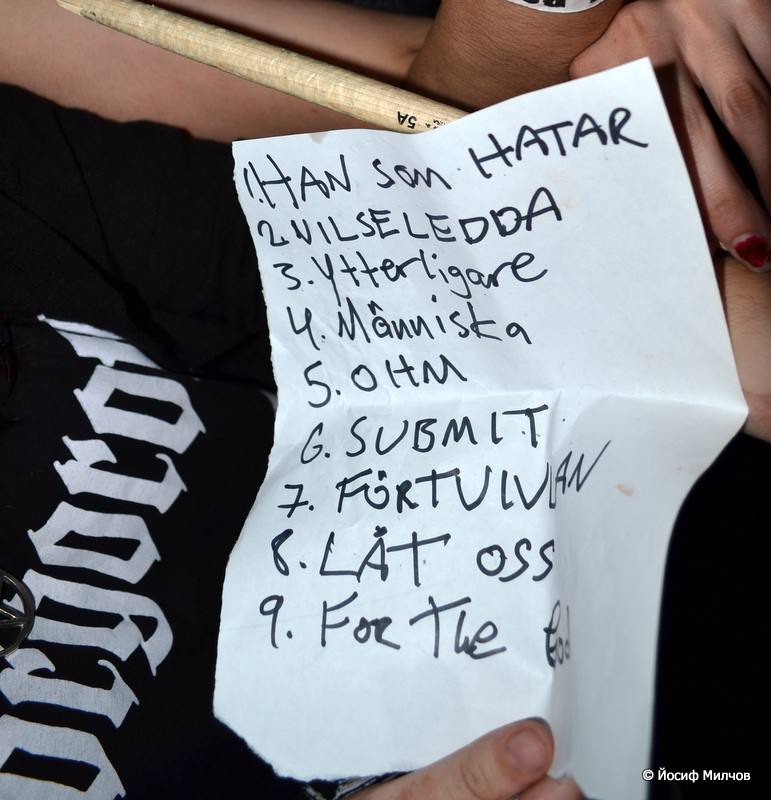 5A
1. HAN som HATAR
2. VILSELEDDA
3. Ytterligare
4. Människa
5. OHM
6. SUBMIT
7. FÖRTVIVLAN
8. LÅT OSS
9. For The God
© Йосиф Милчов